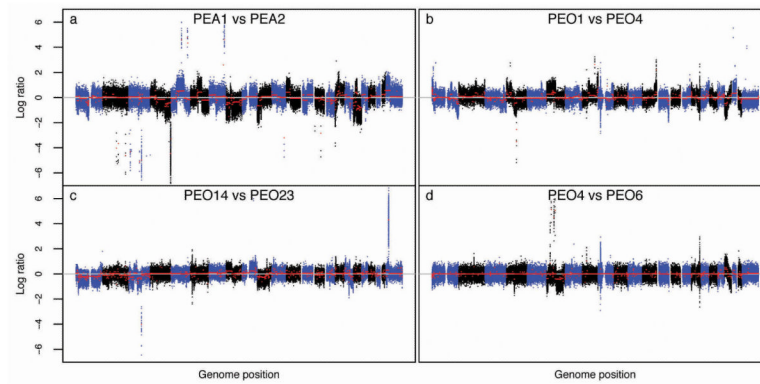 a PEA1 vs PEA2
b PEO1 vs PEO4
Log ratio
6
4
2
0
-2
-4
-6
c PEO14 vs PEO23
d PEO4 vs PEO6
Log ratio
6
4
2
0
-2
-4
-6
Genome position
Genome position